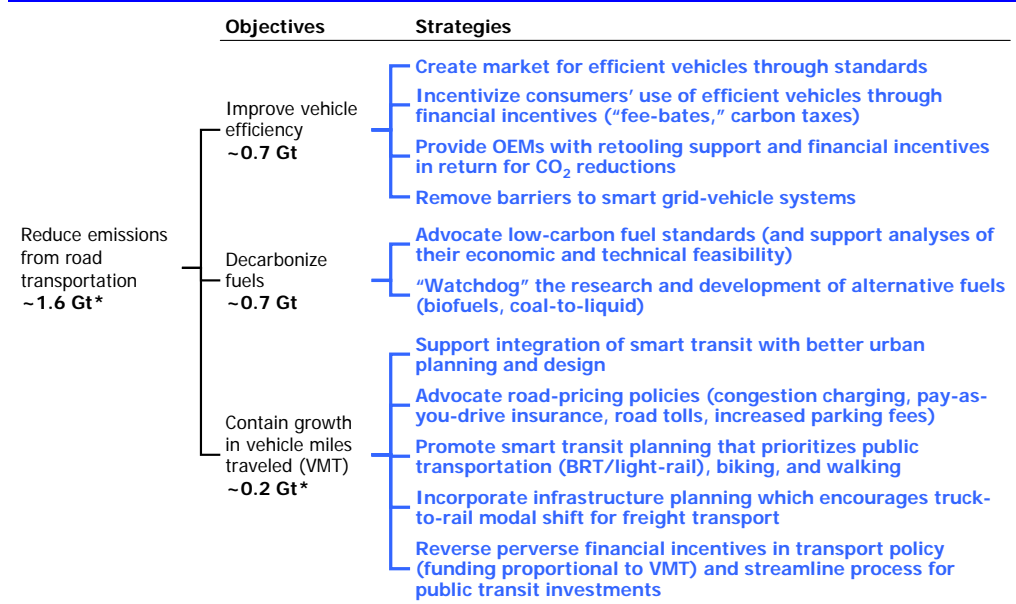 Objectives
Strategies
Reduce emissions
from road
transportation
~1.6 Gt*
Improve vehicle
efficiency
~0.7 Gt
Create market for efficient vehicles through standards
Incentivize consumers’ use of efficient vehicles through
financial incentives (“fee-bates,” carbon taxes)
Provide OEMs with retooling support and financial incentives
in return for CO₂ reductions
Remove barriers to smart grid-vehicle systems
Decarbonize
fuels
~0.7 Gt
Advocate low-carbon fuel standards (and support analyses of
their economic and technical feasibility)
“Watchdog” the research and development of alternative fuels
(biofuels, coal-to-liquid)
Contain growth
in vehicle miles
traveled (VMT)
~0.2 Gt*
Support integration of smart transit with better urban
planning and design
Advocate road-pricing policies (congestion charging, pay-as-
you-drive insurance, road tolls, increased parking fees)
Promote smart transit planning that prioritizes public
transportation (BRT/light-rail), biking, and walking
Incorporate infrastructure planning which encourages truck-
to-rail modal shift for freight transport
Reverse perverse financial incentives in transport policy
(funding proportional to VMT) and streamline process for
public transit investments